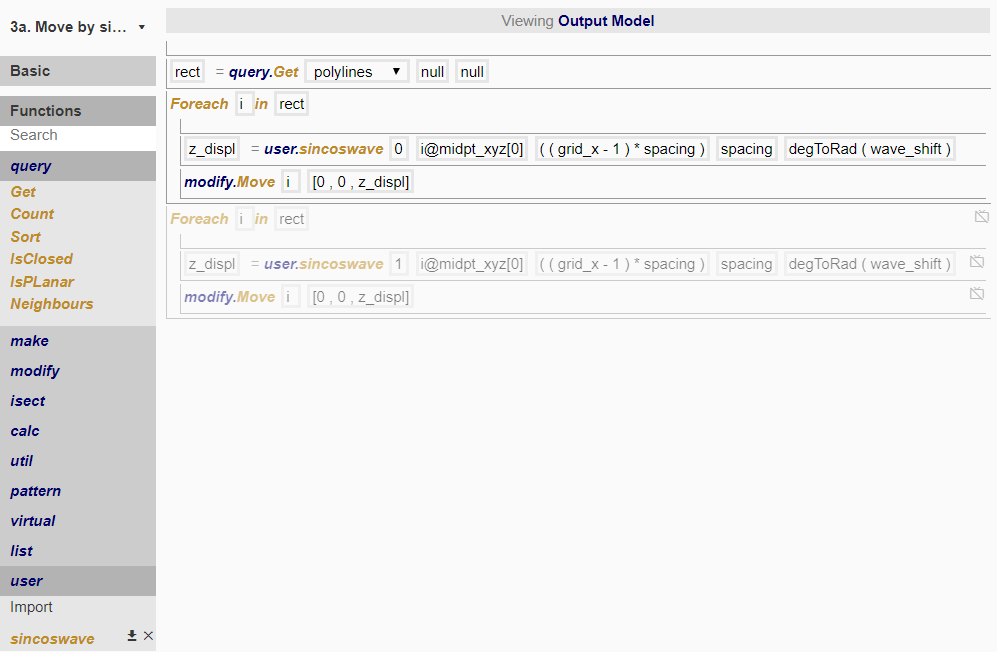 3a. Move by si...
Viewing Output Model
Basic
Functions
Search
query
Get
Count
Sort
IsClosed
IsPLanar
Neighbours
make
modify
isect
calc
util
pattern
virtual
list
user
Import
sincoswave
rect = query.Get polylines null null
Foreach i in rect
z_displ = user.sincoswave 0 i@midpt_xyz[0] ( ( grid_x - 1 ) * spacing ) spacing degToRad ( wave_shift )
modify.Move i [0 , 0 , z_displ]
Foreach i in rect
z_displ = user.sincoswave 1 i@midpt_xyz[0] ( ( grid_x - 1 ) * spacing ) spacing degToRad ( wave_shift )
modify.Move i [0 , 0 , z_displ]